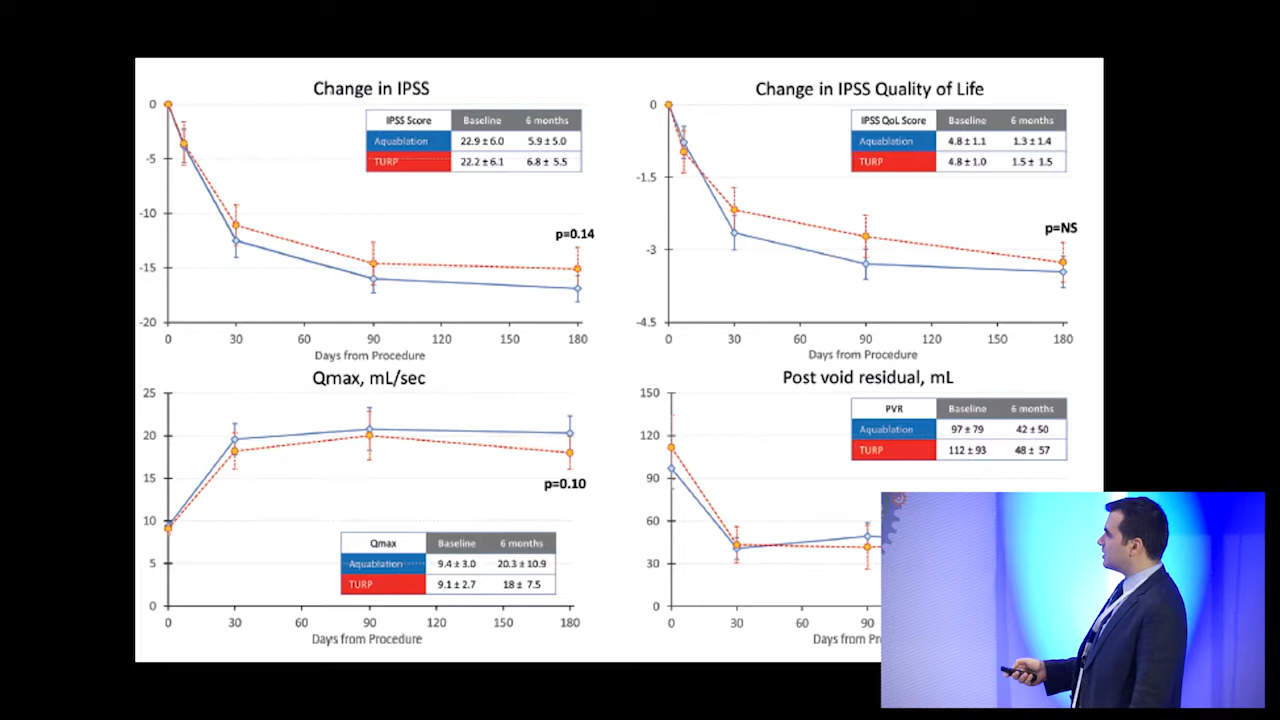 Change in IPSS
0
-5
-10
-15
-20
IPSS Score Baseline 6 months
Aquablation 22.9 ± 6.0 5.9 ± 5.0
TURP 22.2 ± 6.1 6.8 ± 5.5
p=0.14
0 30 60 90 120 150 180
Days from Procedure
Change in IPSS Quality of Life
0
-1.5
-3
-4.5
IPSS QoL Score Baseline 6 months
Aquablation 4.8 ± 1.1 1.3 ± 1.4
TURP 4.8 ± 1.0 1.5 ± 1.5
p=NS
0 30 60 90 120 150 180
Days from Procedure
Qmax, mL/sec
25
20
15
10
5
0
p=0.10
Qmax Baseline 6 months
Aquablation 9.4 ± 3.0 20.3 ± 10.9
TURP 9.1 ± 2.7 18 ± 7.5
0 30 60 90 120 150 180
Days from Procedure
Post void residual, mL
150
120
90
60
30
0
PVR Baseline 6 months
Aquablation 97 ± 79 42 ± 50
TURP 112 ± 93 48 ± 57
0 30 60 90
Days from